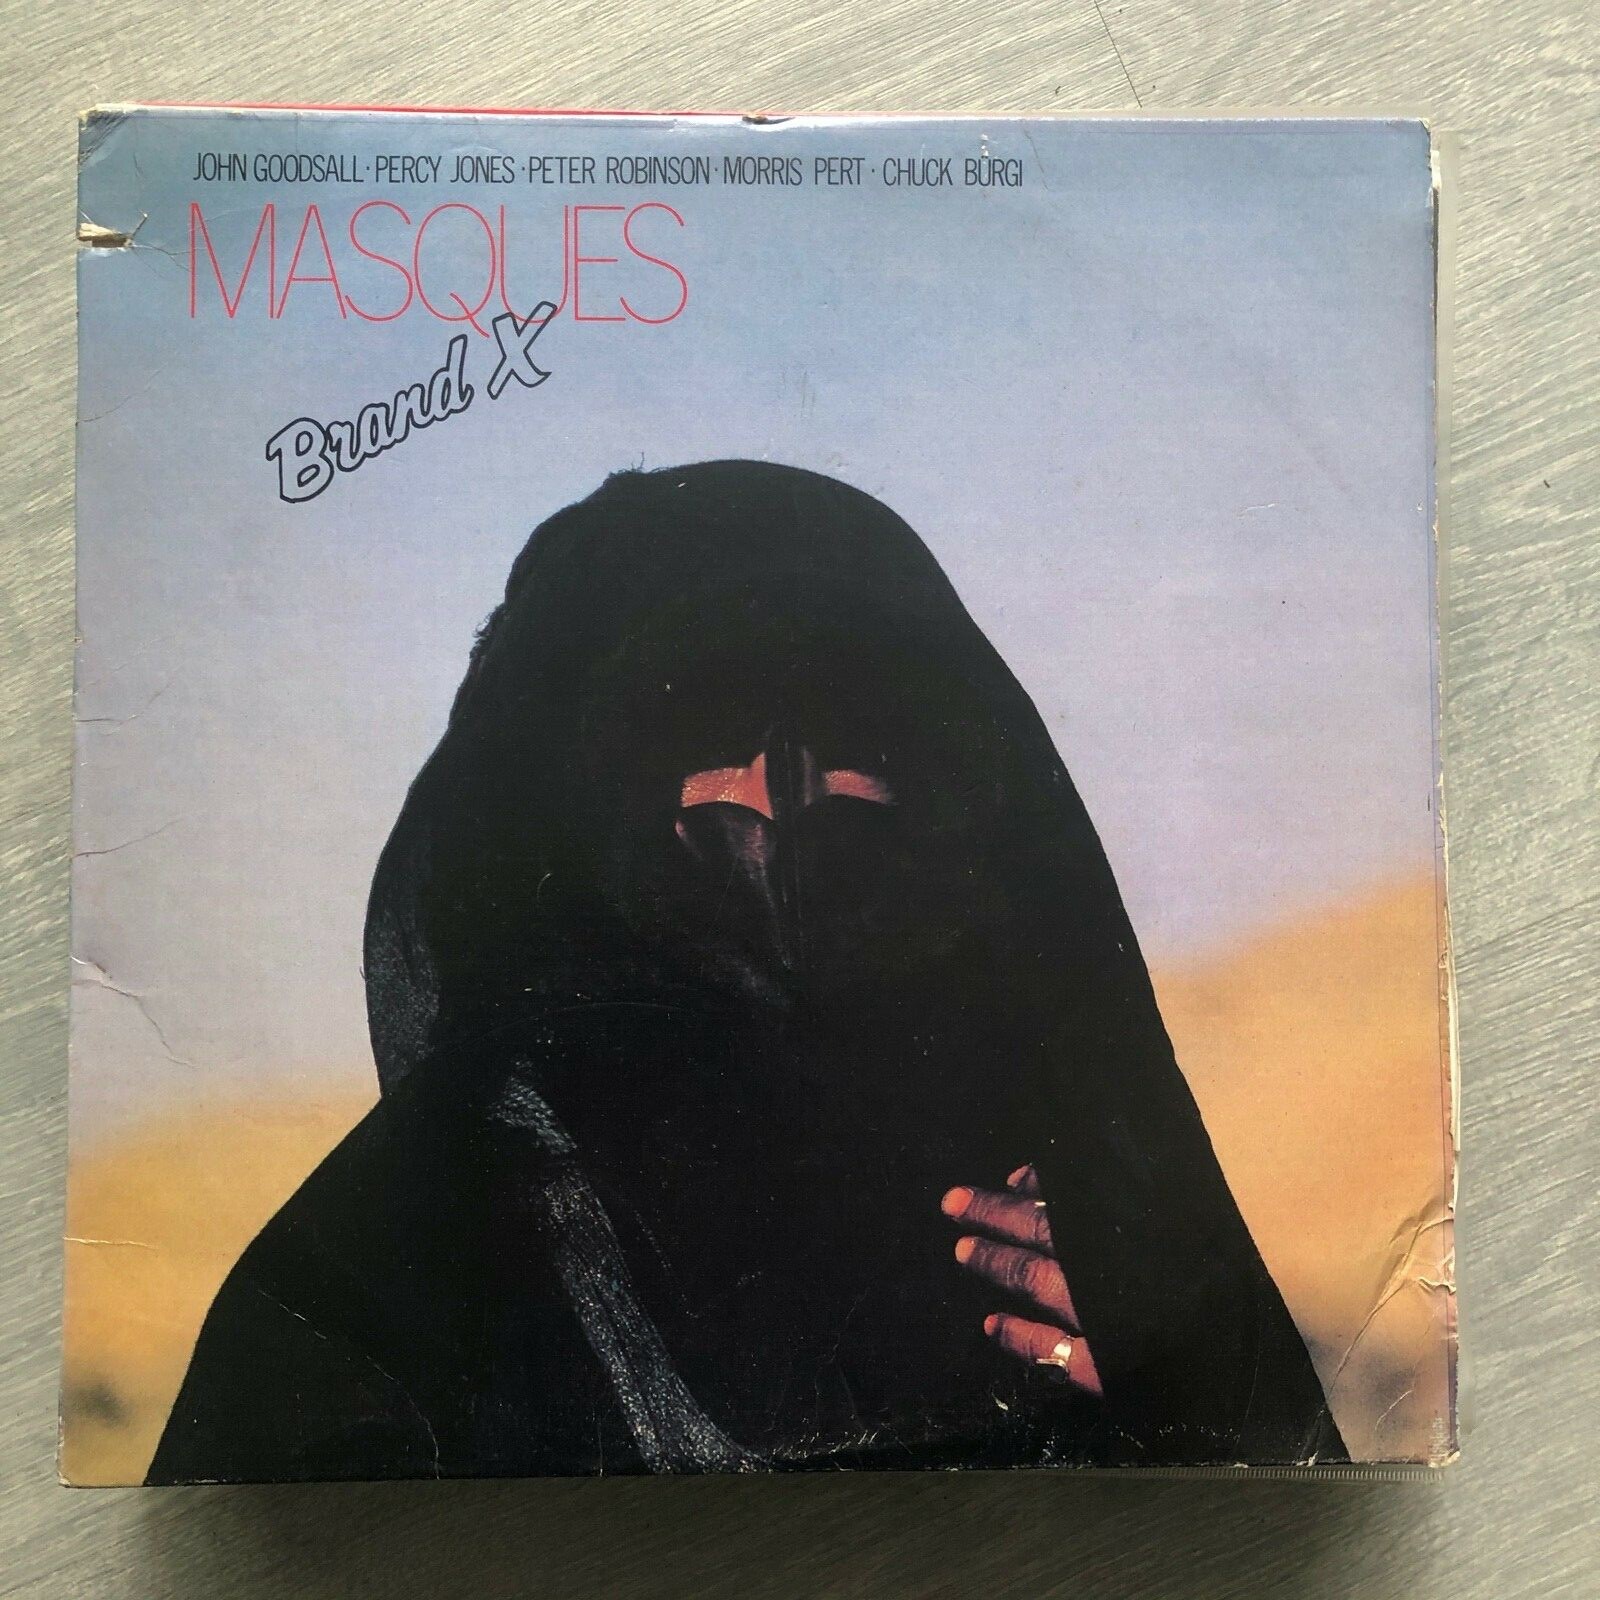 JOHN GOODSALL · PERCY JONES · PETER ROBINSON · MORRIS PERT · CHUCK BÜRGI
MASQUES
Brand X